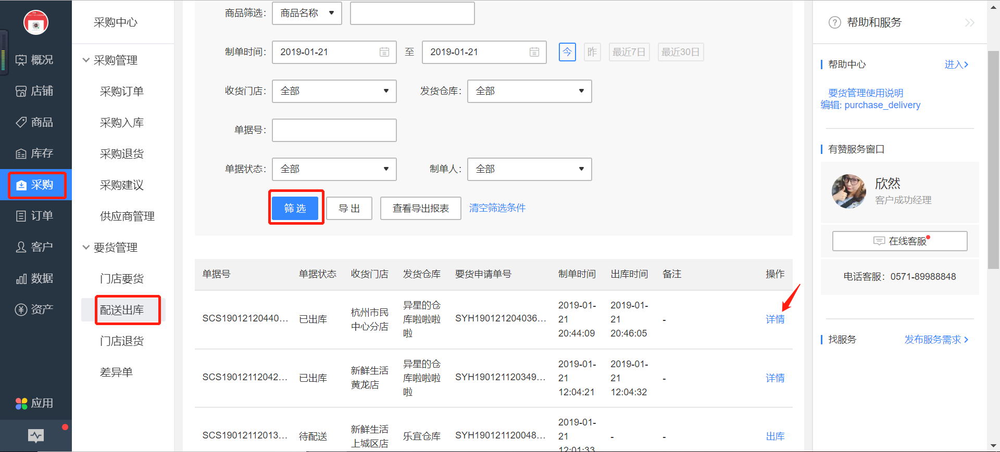 概况
店铺
商品
库存
采购
订单
客户
数据
资产
应用
采购中心
采购管理
采购订单
采购入库
采购退货
采购建议
供应商管理
要货管理
门店要货
配送出库
门店退货
差异单
商品筛选: 商品名称
制单时间: 2019-01-21 至 2019-01-21 今 昨 最近7日 最近30日
收货门店: 全部 发货仓库: 全部
单据号:
单据状态: 全部 制单人: 全部
筛选 导出 查看导出报表 清空筛选条件
单据号 单据状态 收货门店 发货仓库 要货申请单号 制单时间 出库时间 备注 操作
SCS19012120440... 已出库 杭州市民中心分店 异星的仓库啦啦啦啦 SYH190121204036... 2019-01-21 20:44:09 2019-01-21 20:46:05 - 详情
SCS19012112042... 已出库 新鲜生活黄龙店 异星的仓库啦啦啦啦 SYH190121120349... 2019-01-21 12:04:21 2019-01-21 12:04:32 - 详情
SCS19012112013... 待配送 新鲜生活上城区店 乐宜仓库 SYH190121120048... 2019-01-21 12:01:33 - - 出库
帮助和服务
帮助中心 进入
要货管理使用说明
编辑: purchase_delivery
有赞服务窗口
欣然
客户成功经理
在线客服
电话客服：0571-89988848
找服务 发布服务需求